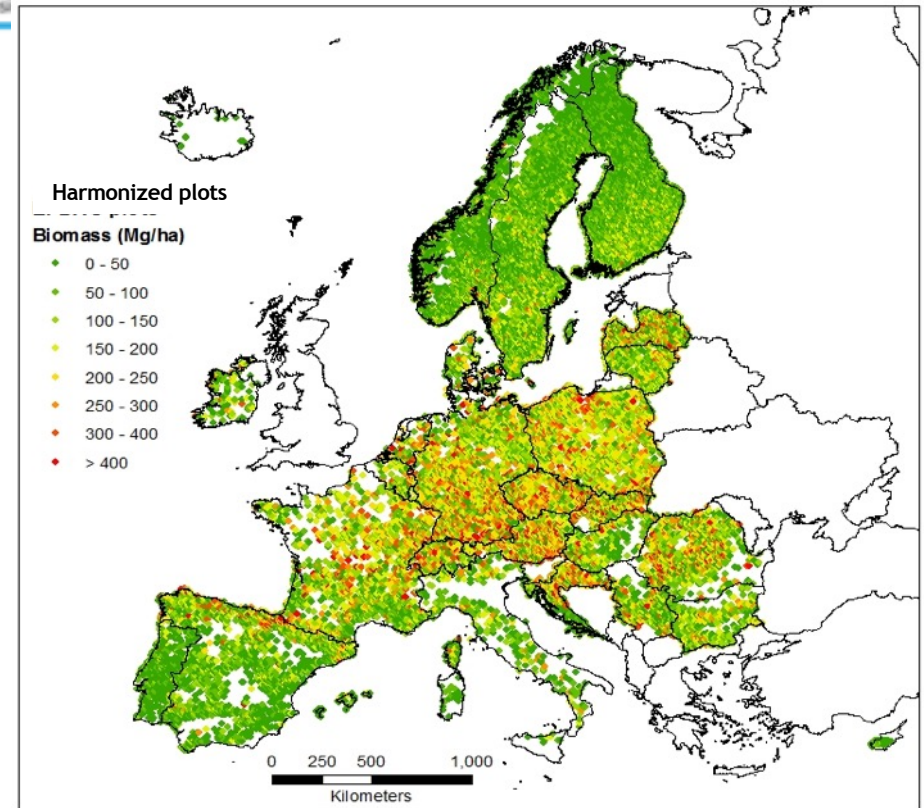 Harmonized plots
Biomass (Mg/ha)
0 - 50
50 - 100
100 - 150
150 - 200
200 - 250
250 - 300
300 - 400
> 400
0 250 500 1,000
Kilometers